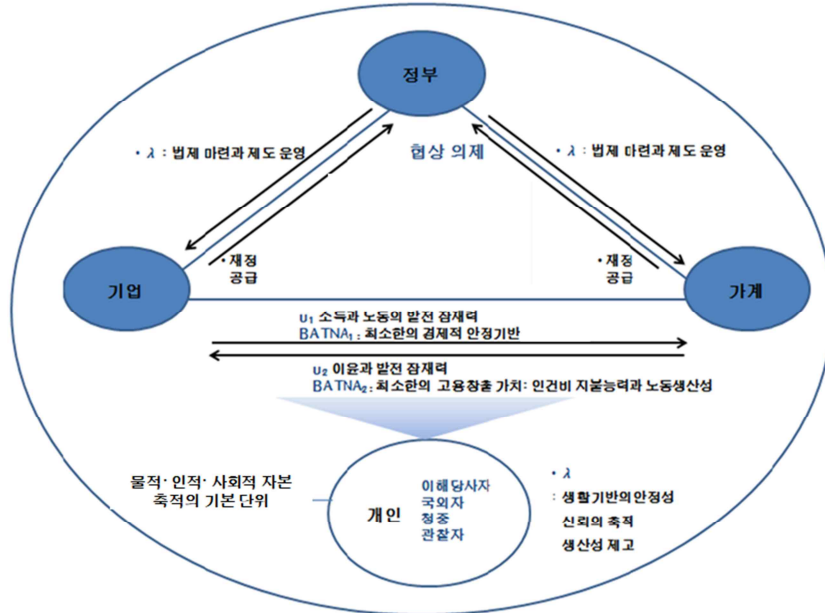 정부
• λ : 법제 마련과 제도 운영
협상 의제
• λ : 법제 마련과 제도 운영
• 재정
공급
• 재정
공급
기업
가계
U1 소득과 노동의 발전 잠재력
BATNA1 : 최소한의 경제적 안정기반
U2 이윤과 발전 잠재력
BATNA2: 최소한의 고용창출 가치: 인건비 지불능력과 노동생산성
물적· 인적· 사회적 자본
축적의 기본 단위
개인
이해당사자
국외자
청중
관찰자
• λ
: 생활기반의안정성
신뢰의 축적
생산성 제고